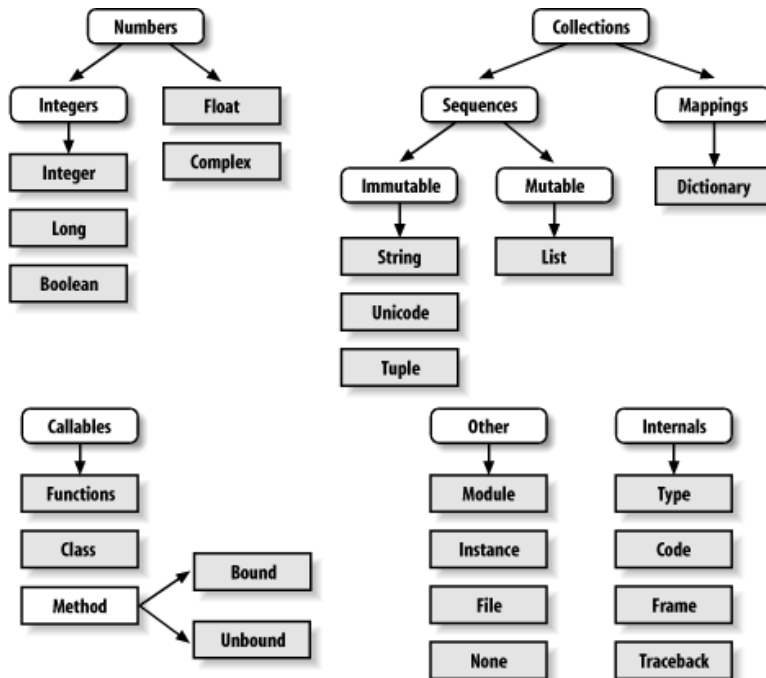 Numbers
Collections
Integers
Float
Sequences
Mappings
Integer
Complex
Immutable
Mutable
Dictionary
Long
String
List
Boolean
Unicode
Tuple
Callables
Other
Internals
Functions
Module
Type
Class
Bound
Instance
Code
Method
Unbound
File
Frame
None
Traceback